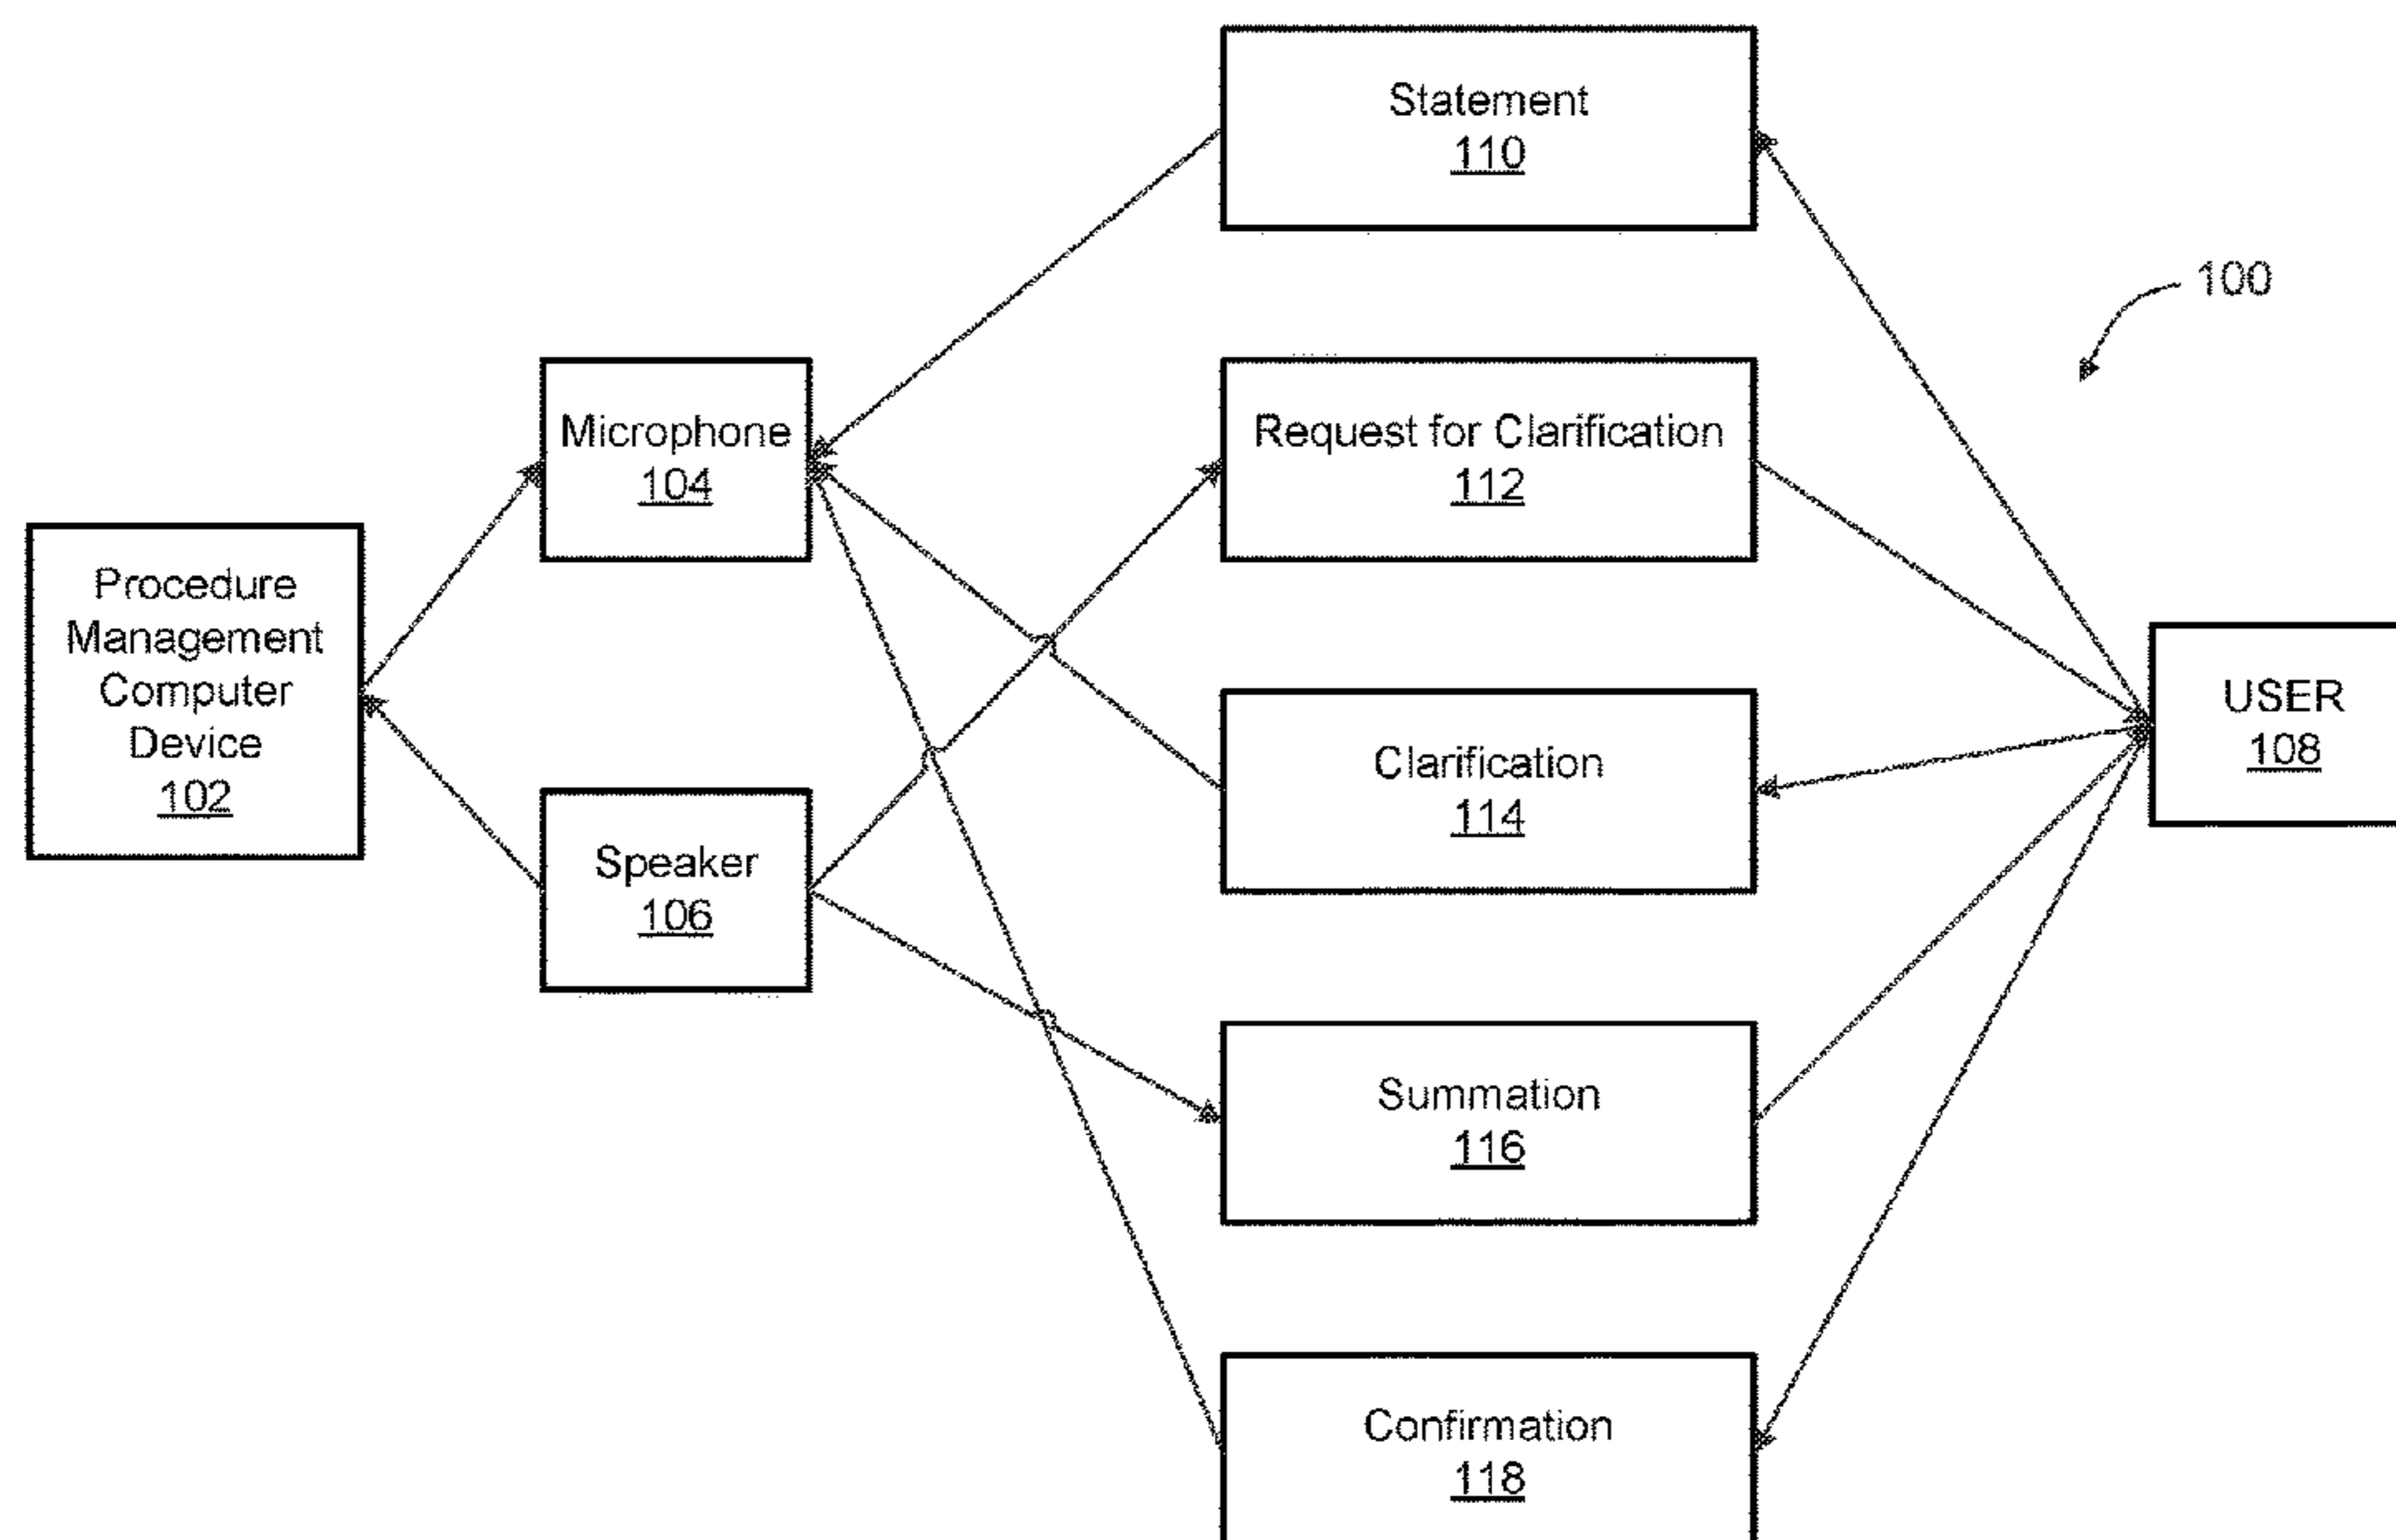 Statement
110
100
Microphone
104
Request for Clarification
112
Procedure
Management
Computer
Device
102
USER
108
Clarification
114
Speaker
106
Summation
116
Confirmation
118